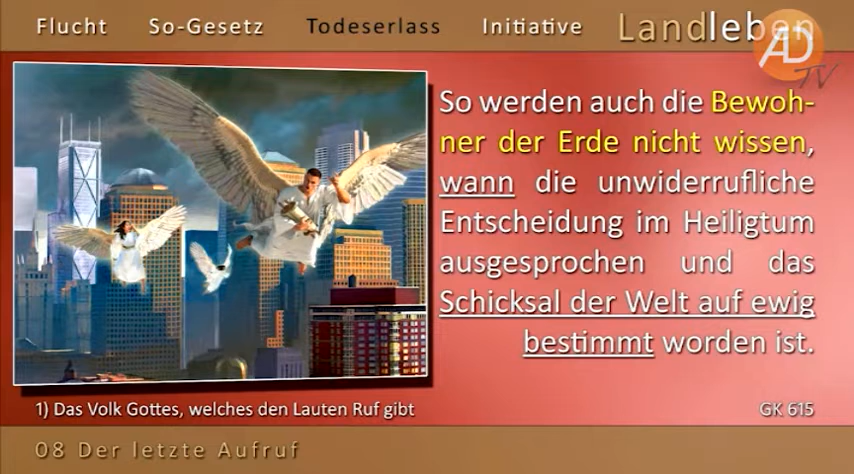 Flucht So-Gesetz Todeserlass Initiative Landleben
AD
TV
So werden auch die Bewoh-
ner der Erde nicht wissen,
wann die unwiderrufliche
Entscheidung im Heiligtum
ausgesprochen und das
Schicksal der Welt auf ewig
bestimmt worden ist.
1) Das Volk Gottes, welches den Lauten Ruf gibt
GK 615
08 Der letzte Aufruf